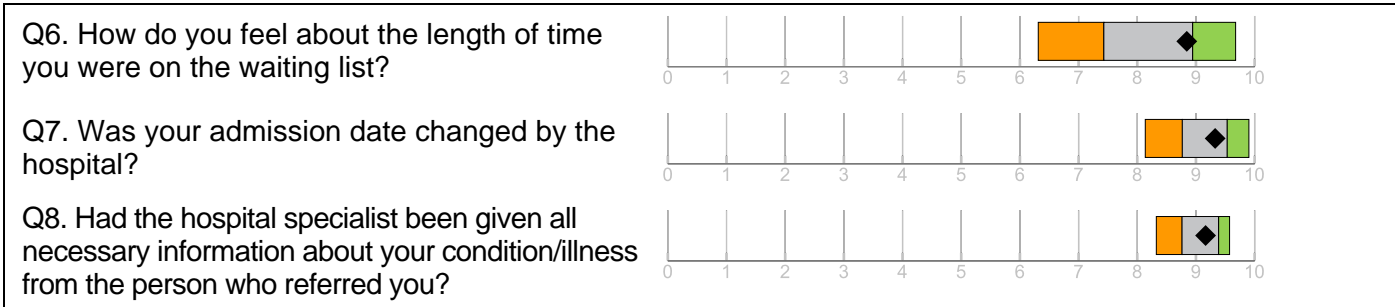 Q6. How do you feel about the length of time
you were on the waiting list?
0 1 2 3 4 5 6 7 8 9 10
Q7. Was your admission date changed by the
hospital?
0 1 2 3 4 5 6 7 8 9 10
Q8. Had the hospital specialist been given all
necessary information about your condition/illness
from the person who referred you?
0 1 2 3 4 5 6 7 8 9 10